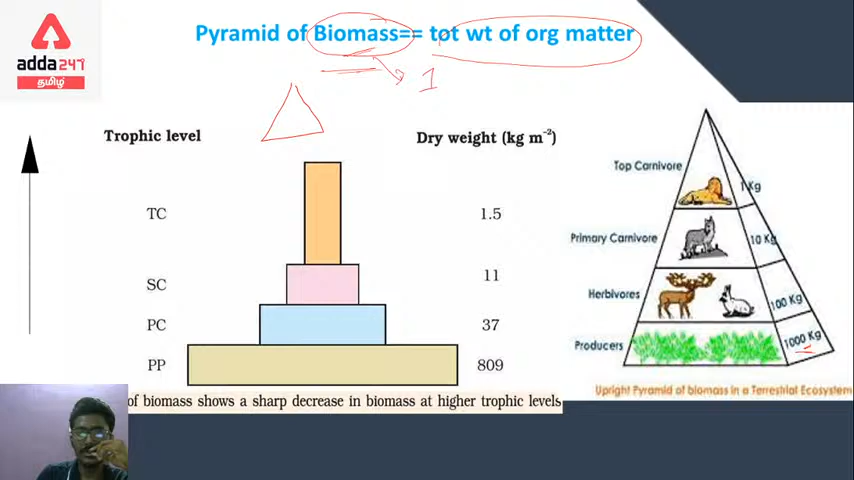 Pyramid of Biomass== tot wt of org matter
adda247
தமிழ்
1
Trophic level
Dry weight (kg m⁻²)
TC
1.5
SC
11
PC
37
PP
809
of biomass shows a sharp decrease in biomass at higher trophic levels
Top Carnivore
1 Kg
Primary Carnivore
10 Kg
Herbivores
100 Kg
Producers
1000 Kg
Upright Pyramid of biomass in a Terrestrial Ecosystem